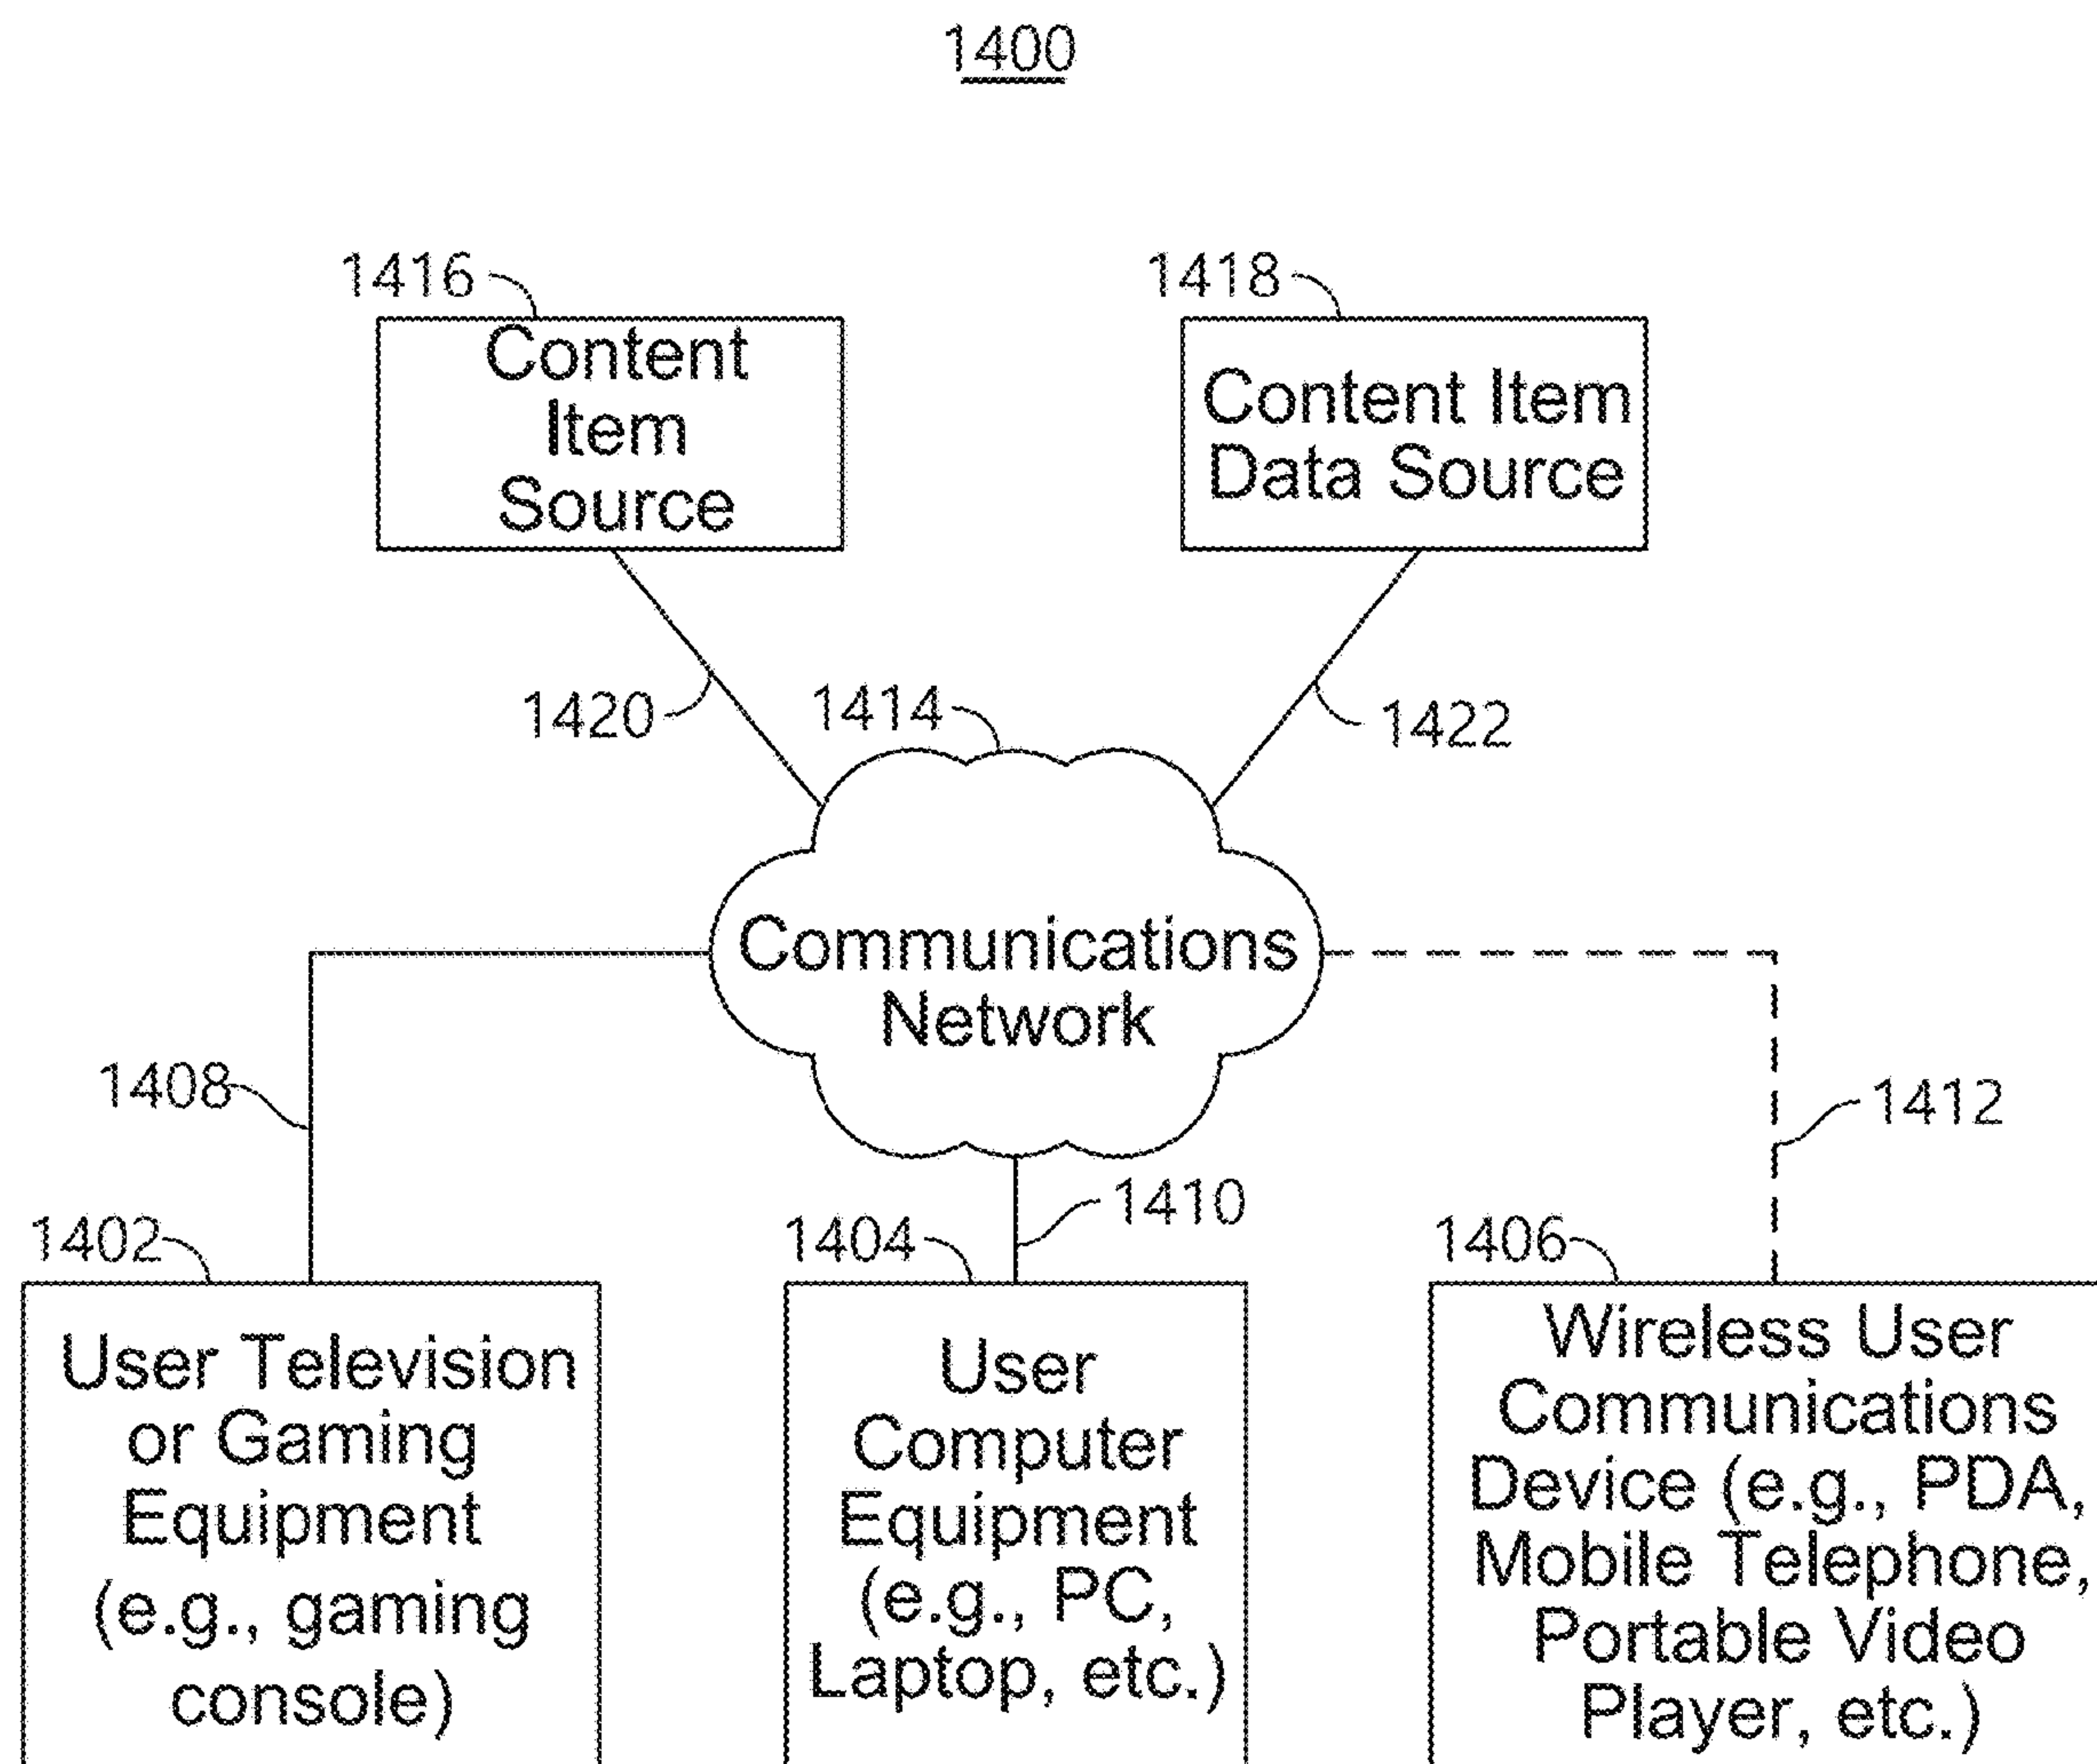 1400
1416
1418
Content
Item
Source
Content Item
Data Source
1420
1414
1422
Communications
Network
1408
1412
1410
1402
1404
1406
User Television
or Gaming
Equipment
(e.g., gaming
console)
User
Computer
Equipment
(e.g., PC,
Laptop, etc.)
Wireless User
Communications
Device (e.g., PDA,
Mobile Telephone,
Portable Video
Player, etc.)